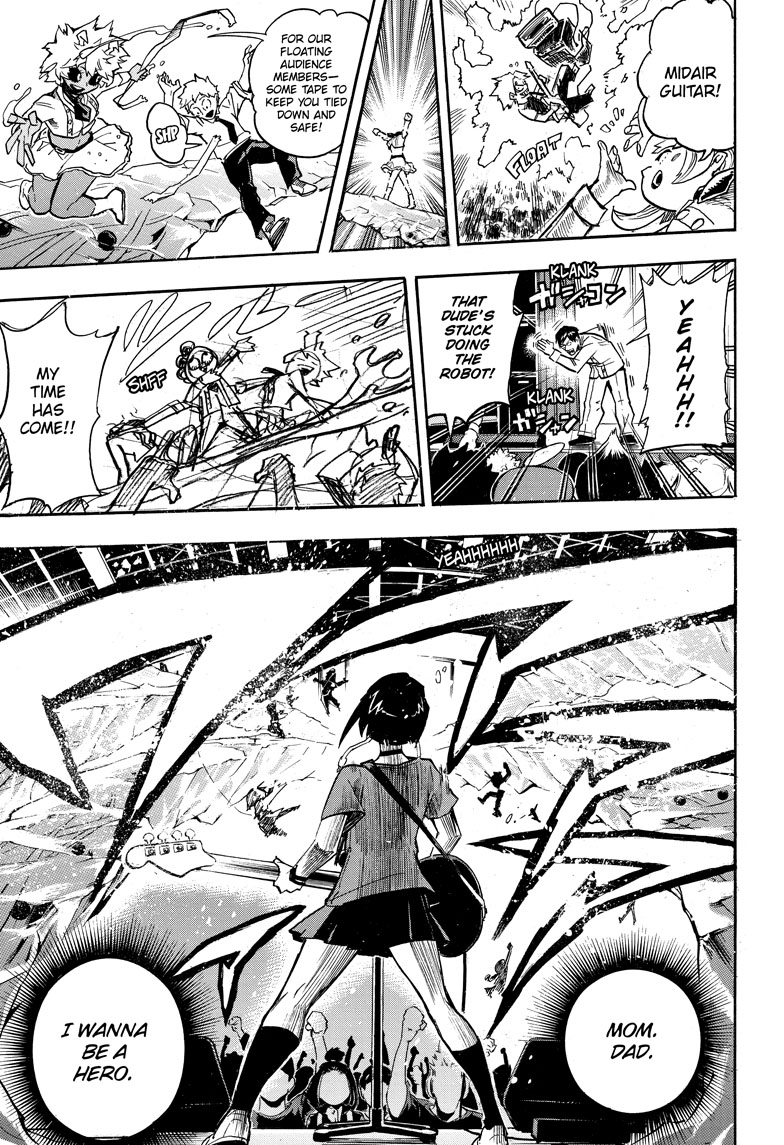 MIDAIR
GUITAR!
FLOAT
FOR OUR
FLOATING
AUDIENCE
MEMBERS—
SOME TAPE TO
KEEP YOU TIED
DOWN AND
SAFE!
SHP
YEAHHH!!
KLANK
ガシャコン
THAT
DUDE'S
STUCK
DOING
THE
ROBOT!
KLANK
ガシャン
SHFF
MY
TIME
HAS
COME!!
YEAHHHHHH
MOM.
DAD.
I WANNA
BE A
HERO.